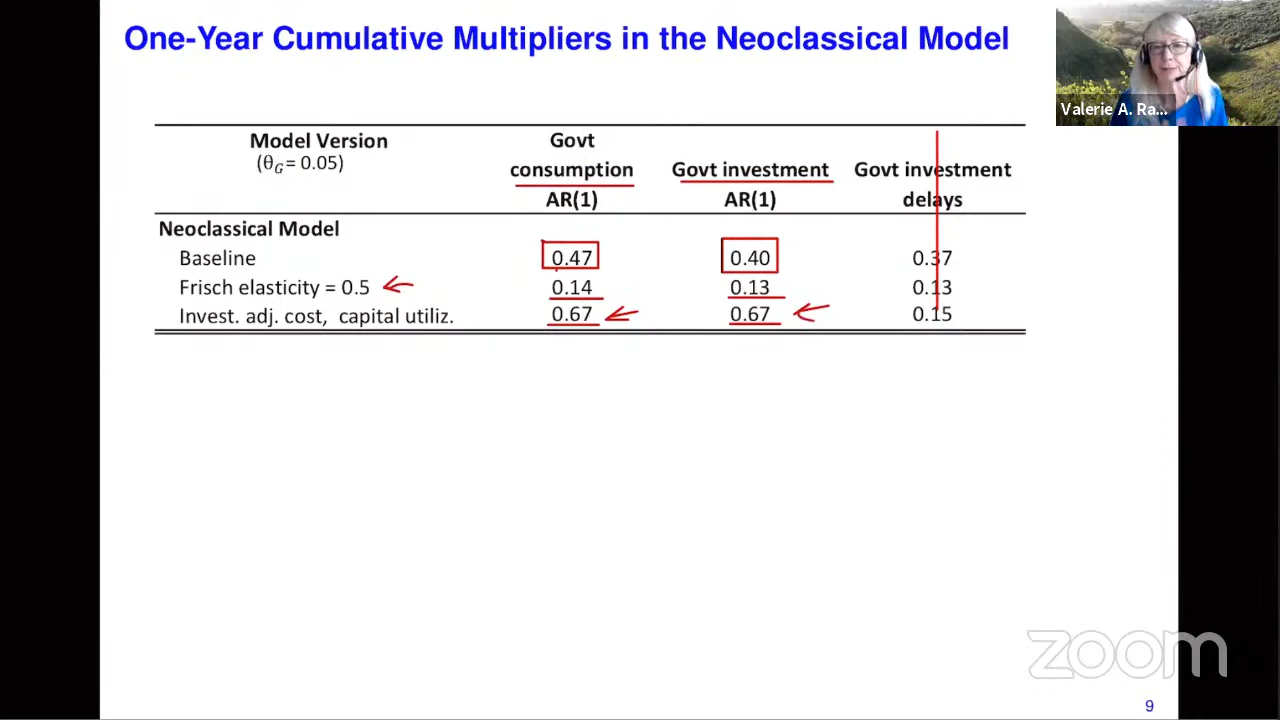 One-Year Cumulative Multipliers in the Neoclassical Model
Valerie A. Ra...
Model Version
(θG = 0.05)
Govt
consumption
AR(1)
Govt investment
AR(1)
Govt investment
delays
Neoclassical Model
Baseline 0.47 0.40 0.37
Frisch elasticity = 0.5 0.14 0.13 0.13
Invest. adj. cost, capital utiliz. 0.67 0.67 0.15
zoom
9